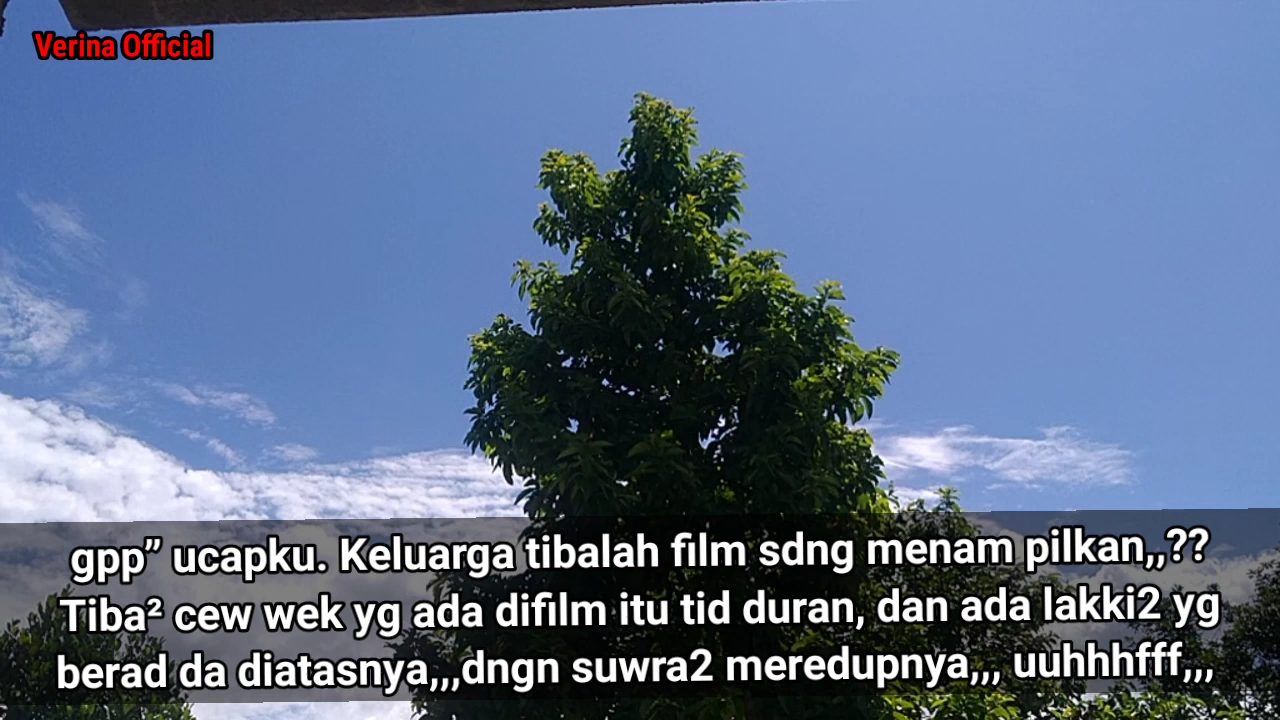 Verina Official
gpp” ucapku. Keluarga tibalah film sdng menam pilkan,,??
Tiba² cew wek yg ada difilm itu tid duran, dan ada lakki2 yg
berad da diatasnya,,,dngn suwra2 meredupnya,,, uuhhhfff,,,